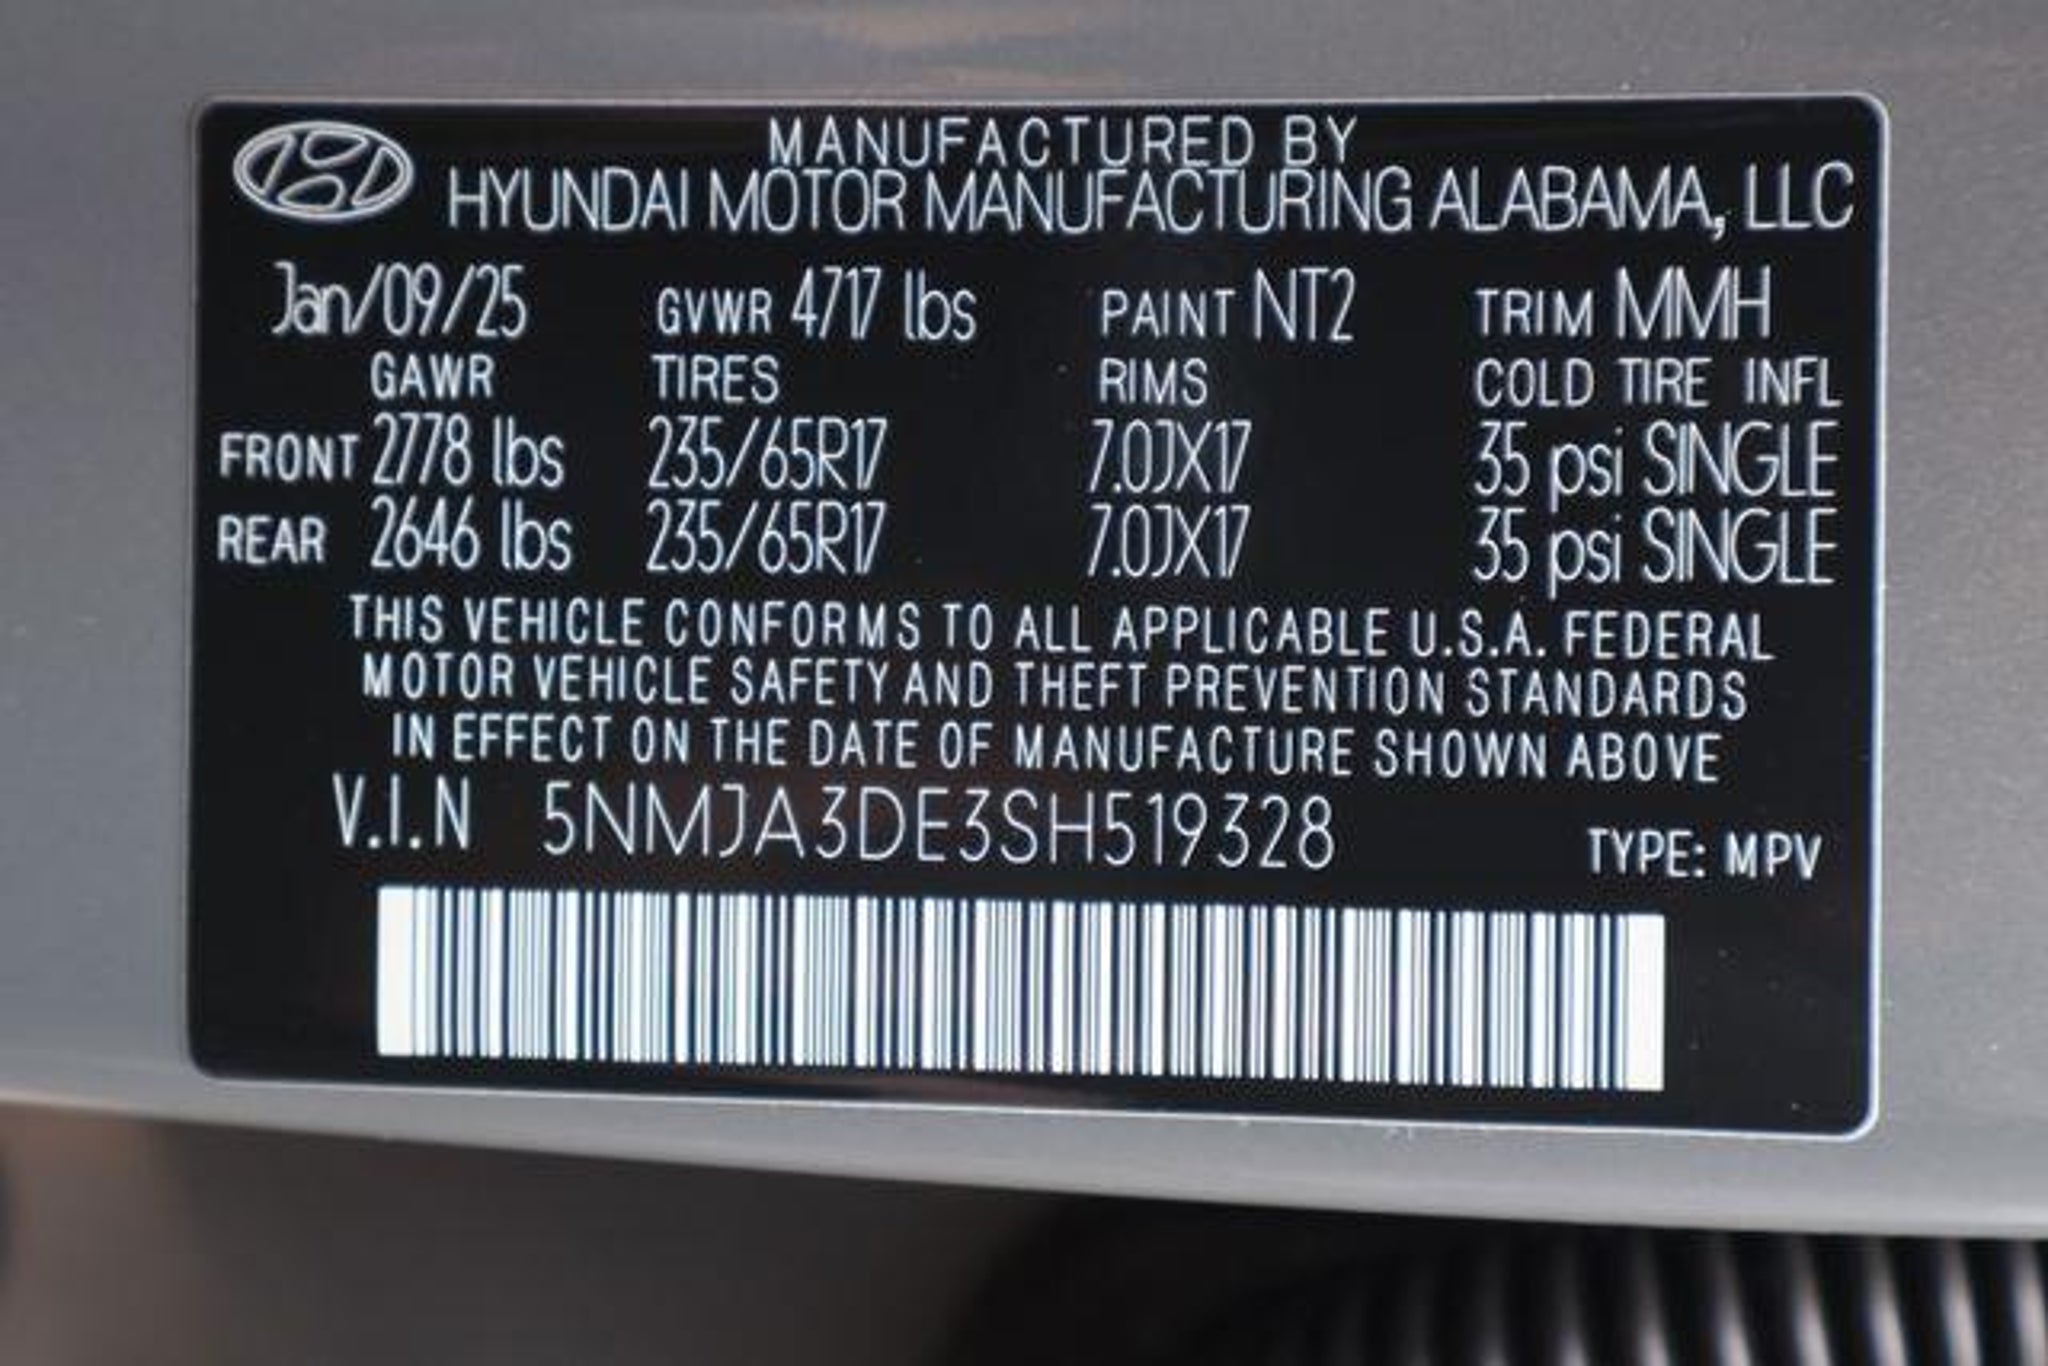 MANUFACTURED BY
HYUNDAI MOTOR MANUFACTURING ALABAMA, LLC
Jan/09/25 GVWR 4717 lbs PAINT NT2 TRIM MMH
GAWR TIRES RIMS COLD TIRE INFL
FRONT 2778 lbs 235/65R17 7.0JX17 35 psi SINGLE
REAR 2646 lbs 235/65R17 7.0JX17 35 psi SINGLE
THIS VEHICLE CONFORMS TO ALL APPLICABLE U.S.A. FEDERAL
MOTOR VEHICLE SAFETY AND THEFT PREVENTION STANDARDS
IN EFFECT ON THE DATE OF MANUFACTURE SHOWN ABOVE
V.I.N 5NMJA3DE3SH519328 TYPE: MPV